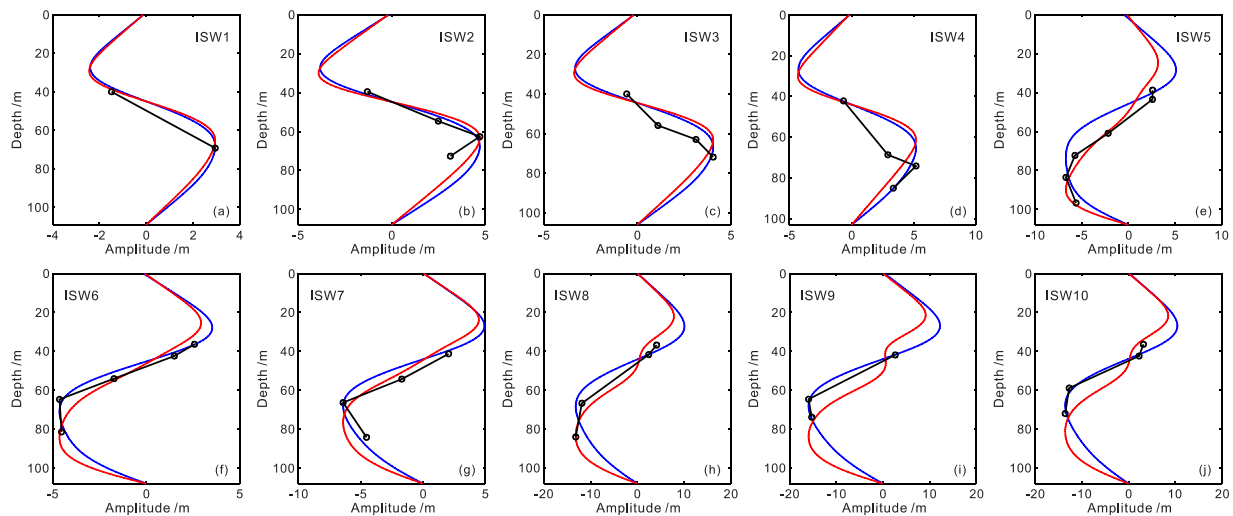 ISW1
(a)
0
20
40
60
80
100
-4
-2
0
2
4
Depth /m
Amplitude /m
ISW2
(b)
0
20
40
60
80
100
-5
0
5
Depth /m
Amplitude /m
ISW3
(c)
0
20
40
60
80
100
-5
0
5
Depth /m
Amplitude /m
ISW4
(d)
0
20
40
60
80
100
-5
0
5
10
Depth /m
Amplitude /m
ISW5
(e)
0
20
40
60
80
100
-10
-5
0
5
10
Depth /m
Amplitude /m
ISW6
(f)
0
20
40
60
80
100
-5
0
5
Depth /m
Amplitude /m
ISW7
(g)
0
20
40
60
80
100
-10
-5
0
5
Depth /m
Amplitude /m
ISW8
(h)
0
20
40
60
80
100
-20
-10
0
10
20
Depth /m
Amplitude /m
ISW9
(i)
0
20
40
60
80
100
-20
-10
0
10
20
Depth /m
Amplitude /m
ISW10
(j)
0
20
40
60
80
100
-20
-10
0
10
20
Depth /m
Amplitude /m